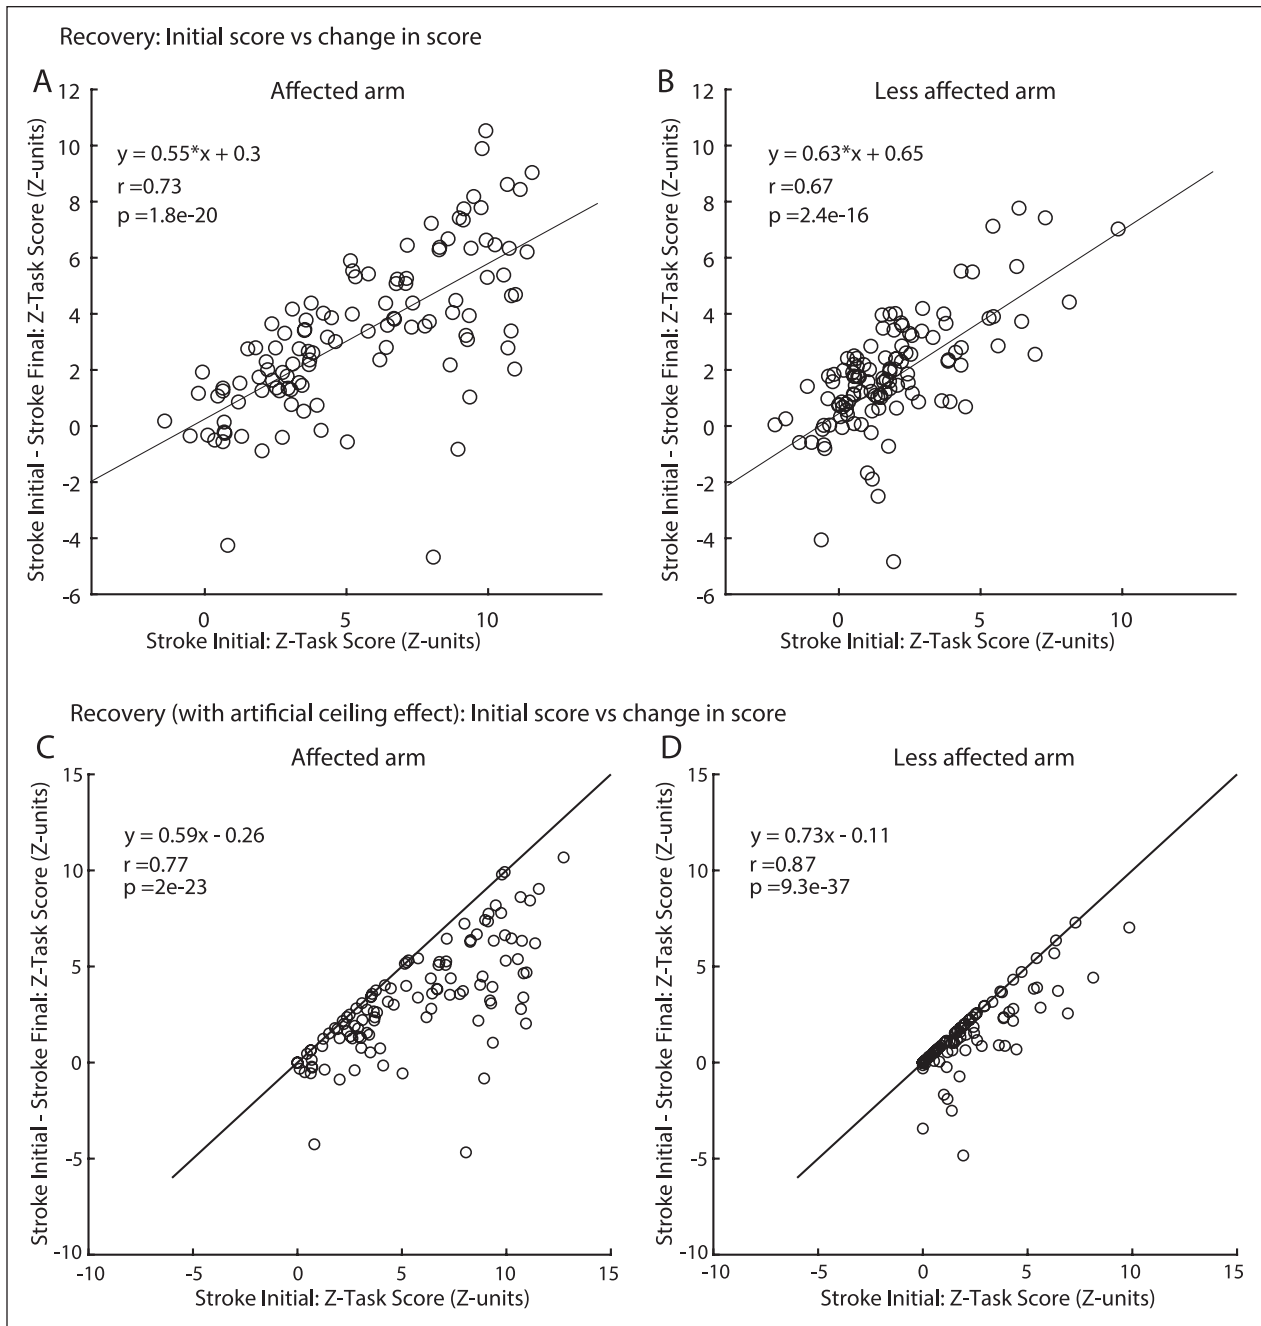 Recovery: Initial score vs change in score
A
Affected arm
12
10
8
6
4
2
0
-2
-4
-6
Stroke Initial - Stroke Final: Z-Task Score (Z-units)
y = 0.55*x + 0.3
r =0.73
p =1.8e-20
0
5
10
Stroke Initial: Z-Task Score (Z-units)
B
Less affected arm
12
10
8
6
4
2
0
-2
-4
-6
Stroke Initial - Stroke Final: Z-Task Score (Z-units)
y = 0.63*x + 0.65
r =0.67
p =2.4e-16
0
5
10
Stroke Initial: Z-Task Score (Z-units)
Recovery (with artificial ceiling effect): Initial score vs change in score
C
Affected arm
15
10
5
0
-5
-10
Stroke Initial - Stroke Final: Z-Task Score (Z-units)
y = 0.59x - 0.26
r =0.77
p =2e-23
-10
-5
0
5
10
15
Stroke Initial: Z-Task Score (Z-units)
D
Less affected arm
15
10
5
0
-5
-10
Stroke Initial - Stroke Final: Z-Task Score (Z-units)
y = 0.73x - 0.11
r =0.87
p =9.3e-37
-10
-5
0
5
10
15
Stroke Initial: Z-Task Score (Z-units)